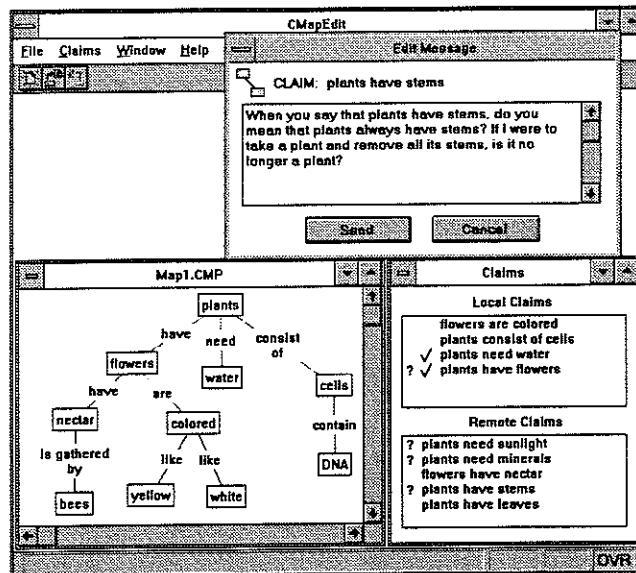 CMapEdit
File Claims Window Help
Edit Message
CLAIM: plants have stems
When you say that plants have stems, do you
mean that plants always have stems? If I were to
take a plant and remove all its stems, is it no
longer a plant?
Send Cancel
Map1.CMP
plants
have need consist
of
flowers water cells
have are contain
nectar colored DNA
is gathered
by
like like
bees yellow white
Claims
Local Claims
flowers are colored
plants consist of cells
✓ plants need water
? ✓ plants have flowers
Remote Claims
? plants need sunlight
? plants need minerals
flowers have nectar
? plants have stems
plants have leaves
OVR